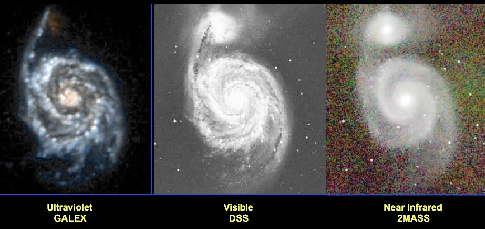 Ultraviolet
GALEX
Visible
DSS
Near Infrared
2MASS